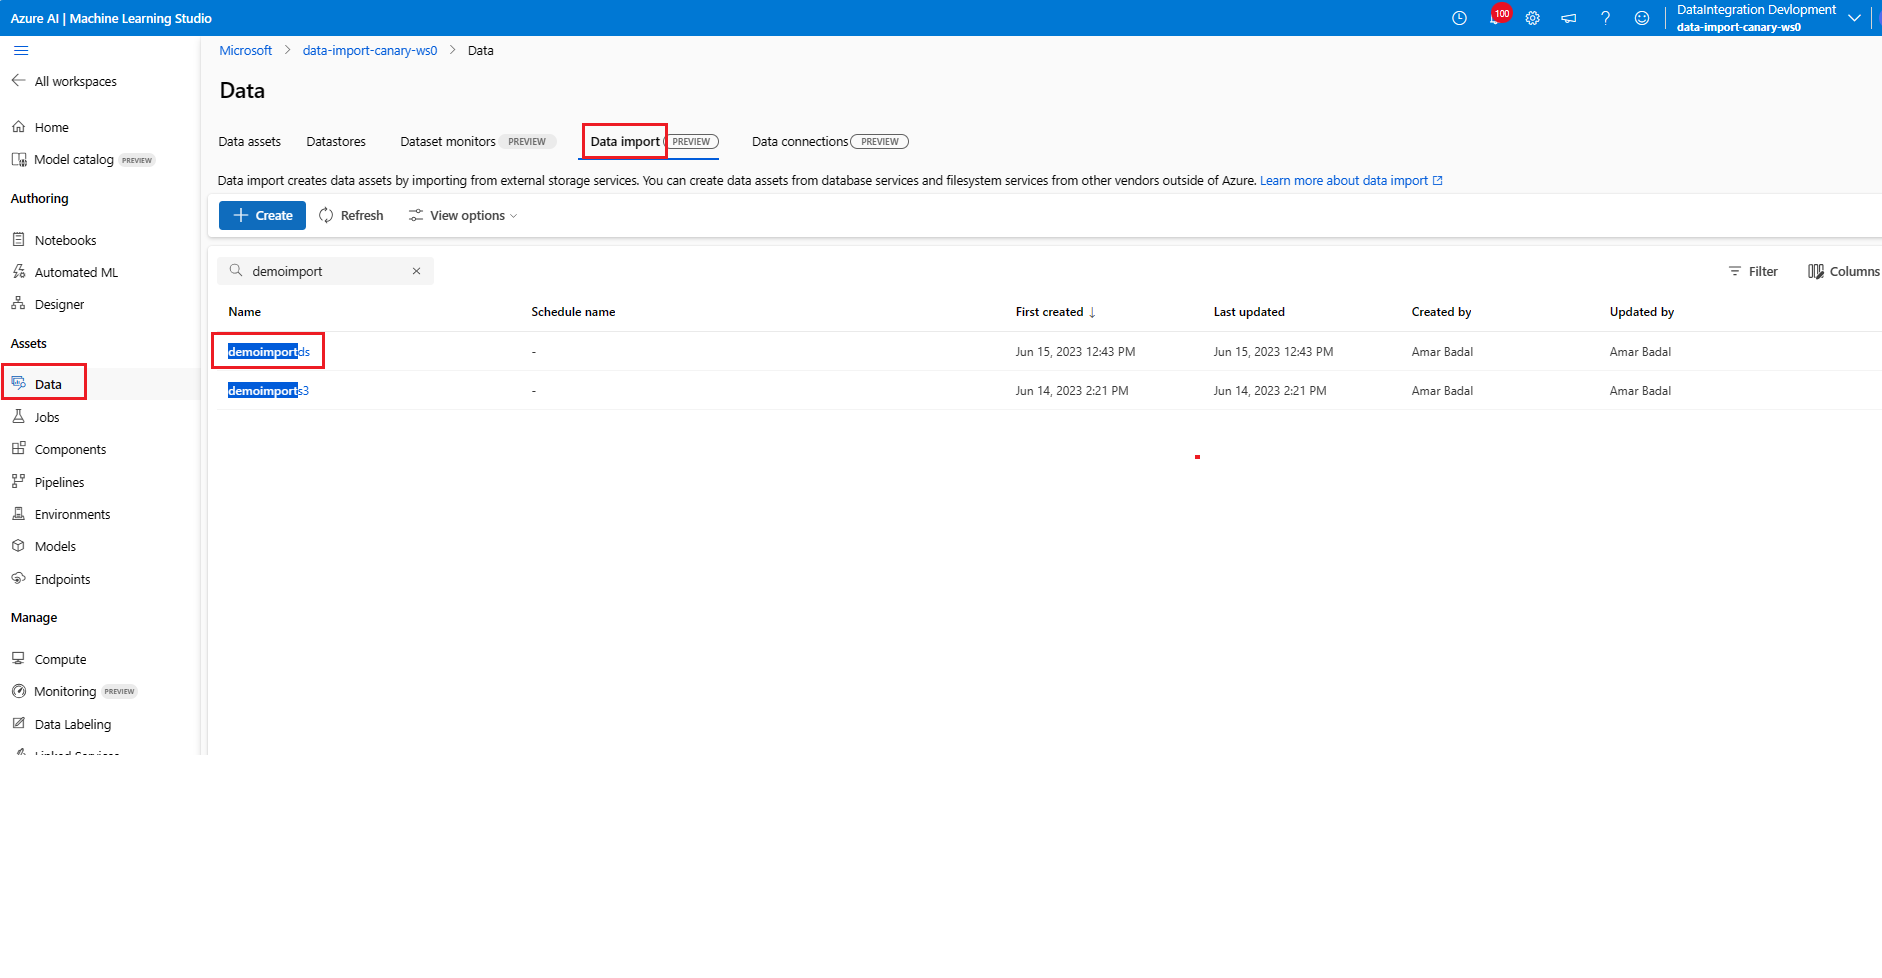 Azure AI | Machine Learning Studio
100
DataIntegration Devlopment
data-import-canary-ws0
All workspaces
Home
Model catalog PREVIEW
Authoring
Notebooks
Automated ML
Designer
Assets
Data
Jobs
Components
Pipelines
Environments
Models
Endpoints
Manage
Compute
Monitoring PREVIEW
Data Labeling
Linked Services
Microsoft > data-import-canary-ws0 > Data
Data
Data assets Datastores Dataset monitors PREVIEW Data import PREVIEW Data connections PREVIEW
Data import creates data assets by importing from external storage services. You can create data assets from database services and filesystem services from other vendors outside of Azure. Learn more about data import
Create Refresh View options
demoimport Filter Columns
Name Schedule name First created ↓ Last updated Created by Updated by
demoimportds - Jun 15, 2023 12:43 PM Jun 15, 2023 12:43 PM Amar Badal Amar Badal
demoimports3 - Jun 14, 2023 2:21 PM Jun 14, 2023 2:21 PM Amar Badal Amar Badal